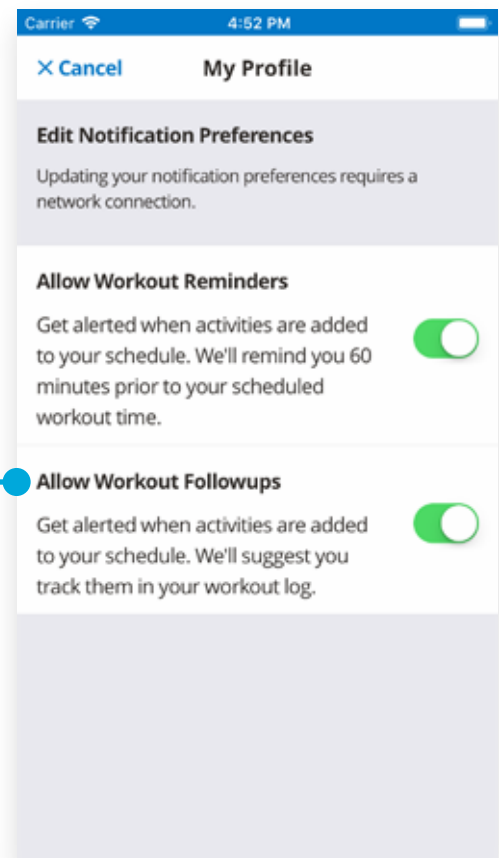 Carrier 4:52 PM
× Cancel My Profile
Edit Notification Preferences
Updating your notification preferences requires a
network connection.
Allow Workout Reminders
Get alerted when activities are added
to your schedule. We'll remind you 60
minutes prior to your scheduled
workout time.
Allow Workout Followups
Get alerted when activities are added
to your schedule. We'll suggest you
track them in your workout log.